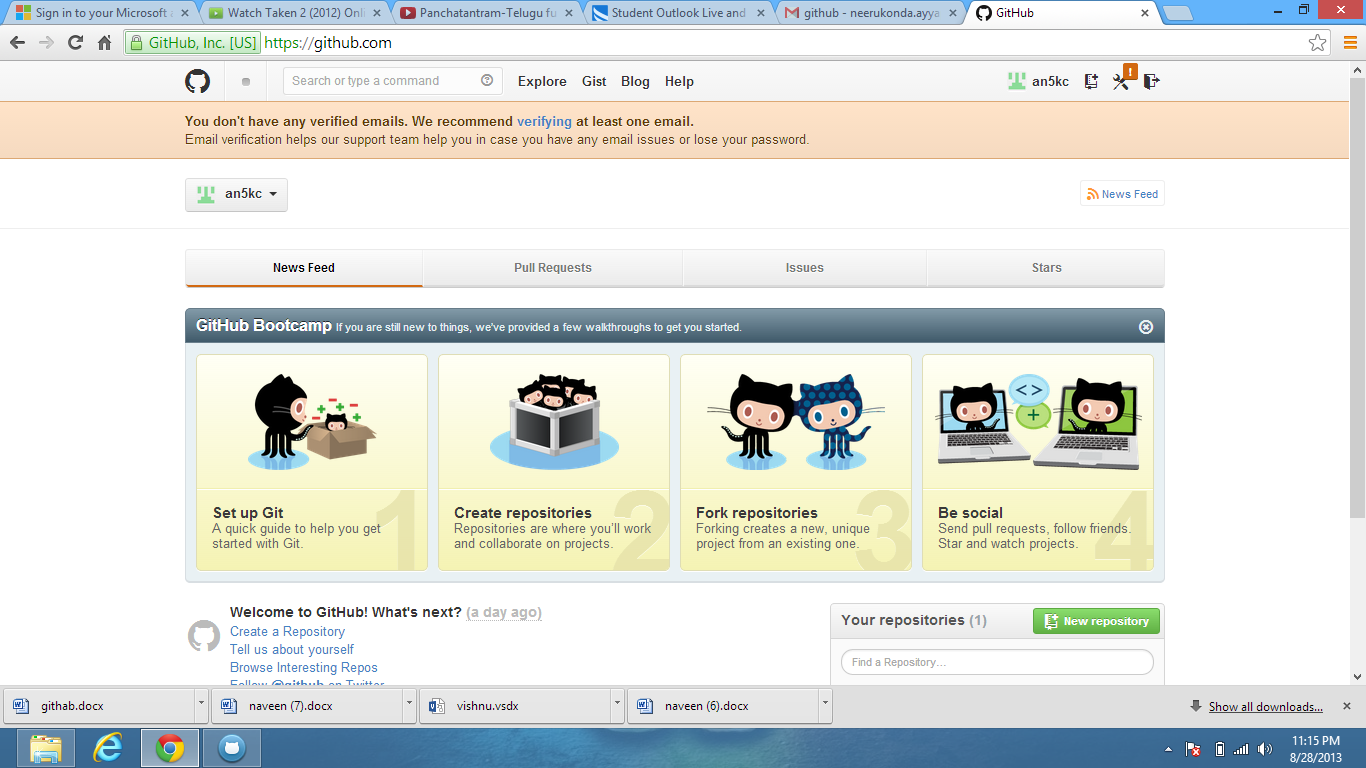 Sign in to your Microsoft a
Watch Taken 2 (2012) Onli
Panchatantram-Telugu fu
Student Outlook Live and
github - neerukonda.ayya
GitHub
GitHub, Inc. [US] https://github.com
Search or type a command
Explore Gist Blog Help
an5kc
You don't have any verified emails. We recommend verifying at least one email.
Email verification helps our support team help you in case you have any email issues or lose your password.
an5kc
News Feed
News Feed
Pull Requests
Issues
Stars
GitHub Bootcamp If you are still new to things, we've provided a few walkthroughs to get you started.
1
Set up Git
A quick guide to help you get
started with Git.
2
Create repositories
Repositories are where you'll work
and collaborate on projects.
3
Fork repositories
Forking creates a new, unique
project from an existing one.
4
Be social
Send pull requests, follow friends.
Star and watch projects.
Welcome to GitHub! What's next? (a day ago)
Create a Repository
Tell us about yourself
Browse Interesting Repos
Follow @github on Twitter
Your repositories (1)
New repository
Find a Repository…
githab.docx
naveen (7).docx
vishnu.vsdx
naveen (6).docx
Show all downloads...
11:15 PM
8/28/2013